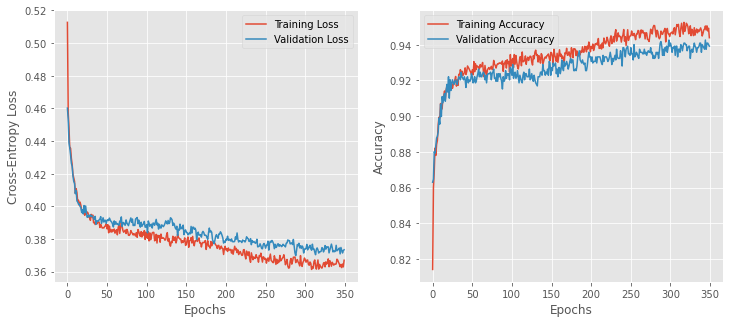 0.52
0.50
0.48
0.46
0.44
0.42
0.40
0.38
0.36
Cross-Entropy Loss
Training Loss
Validation Loss
0 50 100 150 200 250 300 350
Epochs
0.94
0.92
0.90
0.88
0.86
0.84
0.82
Accuracy
Training Accuracy
Validation Accuracy
0 50 100 150 200 250 300 350
Epochs